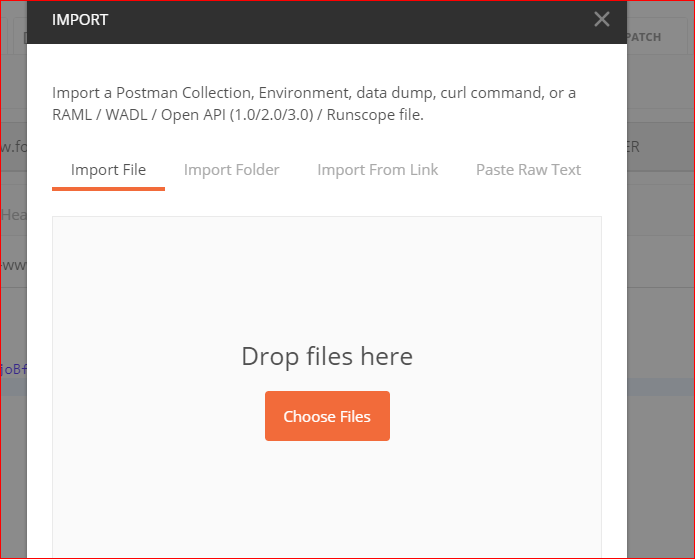 IMPORT
PATCH
Import a Postman Collection, Environment, data dump, curl command, or a
RAML / WADL / Open API (1.0/2.0/3.0) / Runscope file.
w.fo
ER
Import File Import Folder Import From Link Paste Raw Text
Hea
-ww
Drop files here
joBf
Choose Files